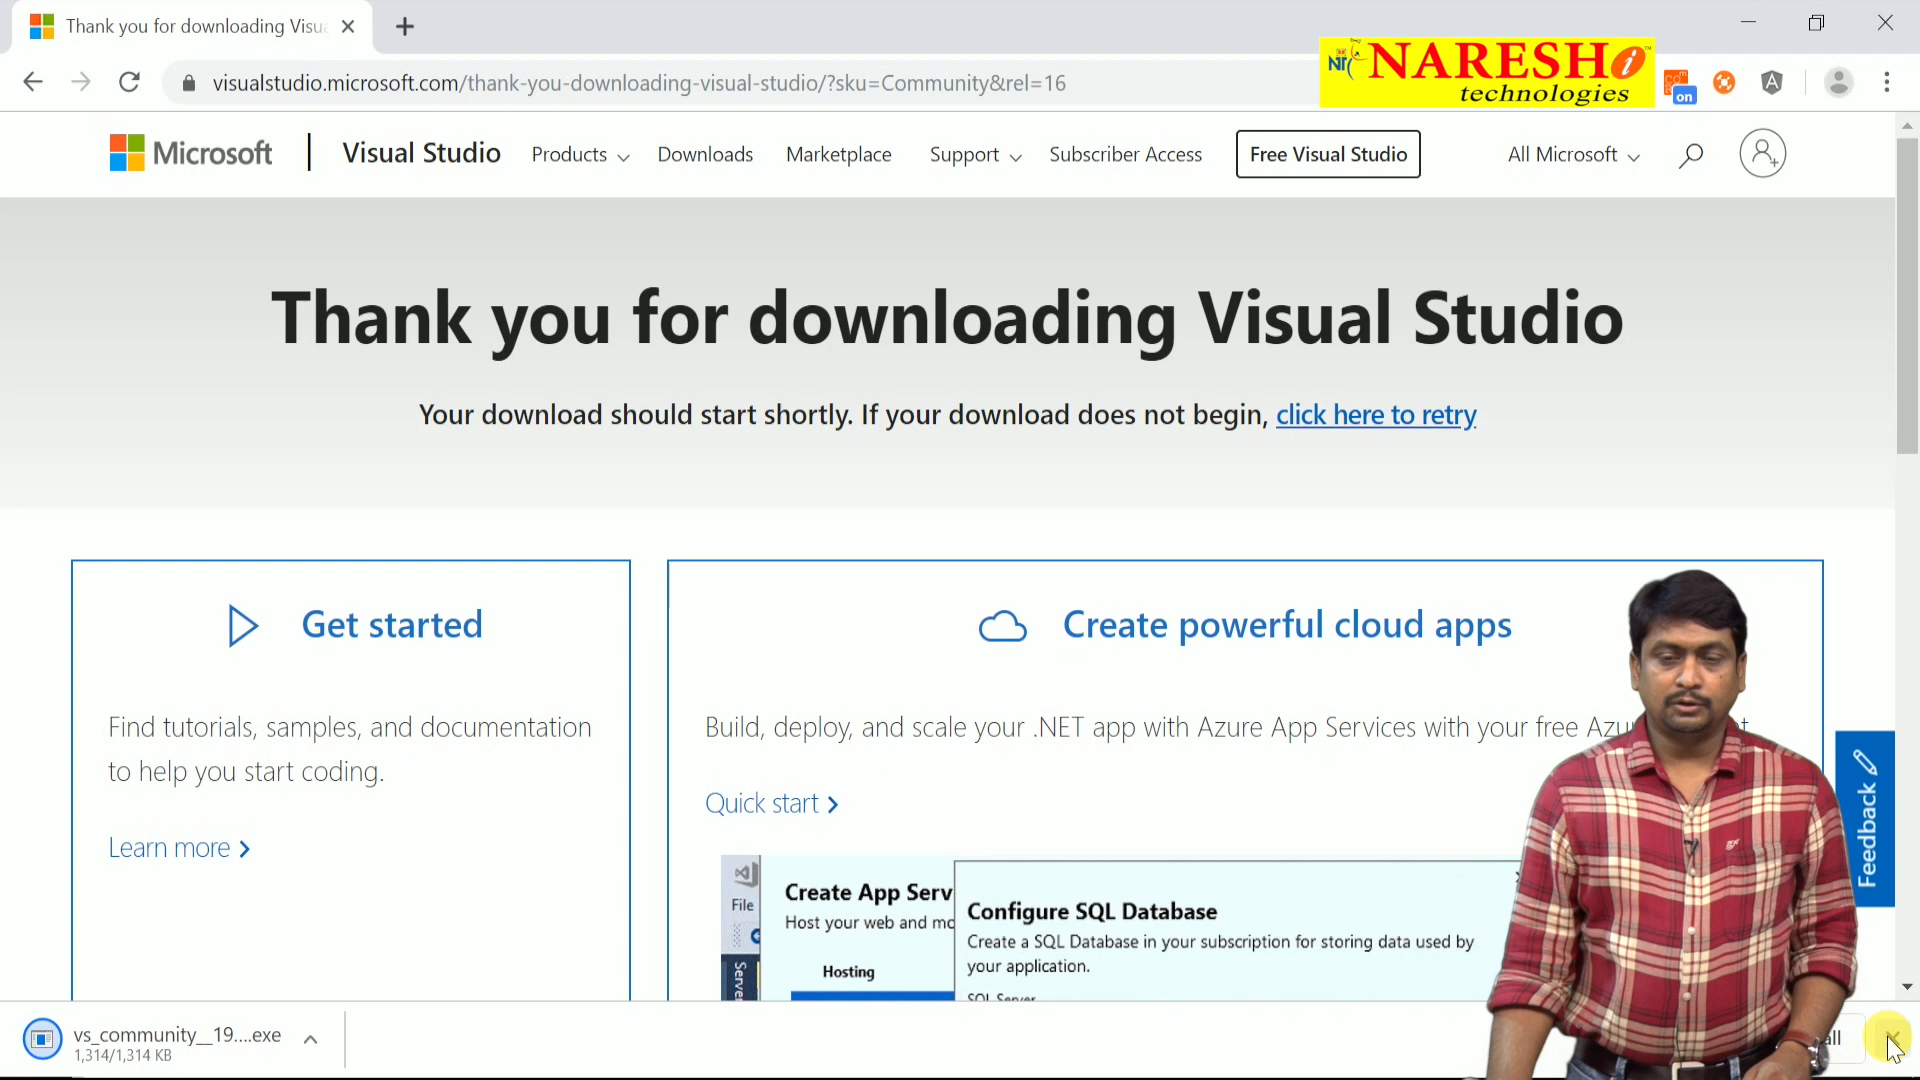 Thank you for downloading Visu
visualstudio.microsoft.com/thank-you-downloading-visual-studio/?sku=Community&rel=16
NARESH i
technologies
on
Microsoft
Visual Studio
Products
Downloads
Marketplace
Support
Subscriber Access
Free Visual Studio
All Microsoft
Thank you for downloading Visual Studio
Your download should start shortly. If your download does not begin, click here to retry
Get started
Find tutorials, samples, and documentation
to help you start coding.
Learn more
Create powerful cloud apps
Build, deploy, and scale your .NET app with Azure App Services with your free
Quick start
File
Create App Serv
Host your web and mo
Hosting
Configure SQL Database
Create a SQL Database in your subscription for storing data used by
your application.
SQL Server
Server
Feedback
vs_community__19....exe
1,314/1,314 KB
all